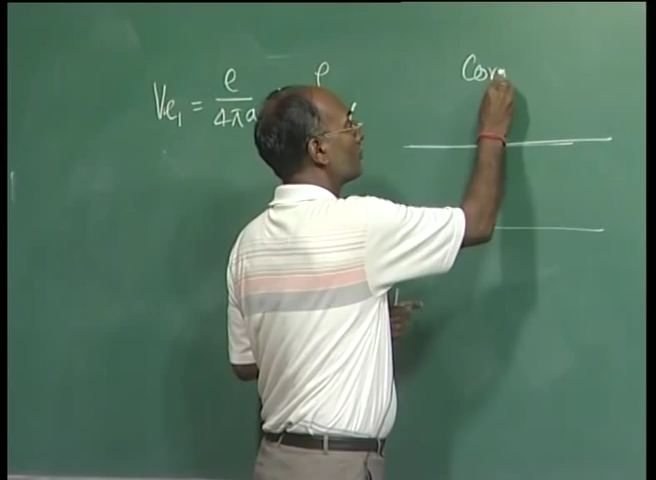 Ve₁ = e/4πa e
Cor